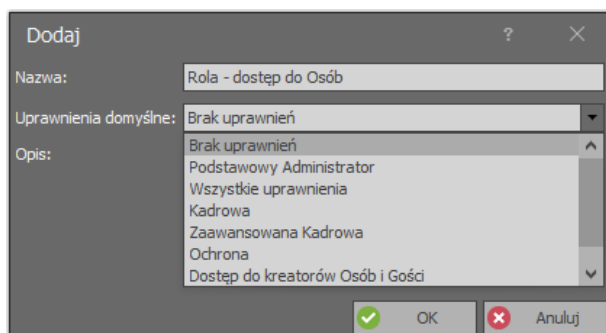 Dodaj
?
Nazwa: Rola - dostęp do Osób
Uprawnienia domyślne: Brak uprawnień
Opis:
Brak uprawnień
Podstawowy Administrator
Wszystkie uprawnienia
Kadrowa
Zaawansowana Kadrowa
Ochrona
Dostęp do kreatorów Osób i Gości
OK Anuluj